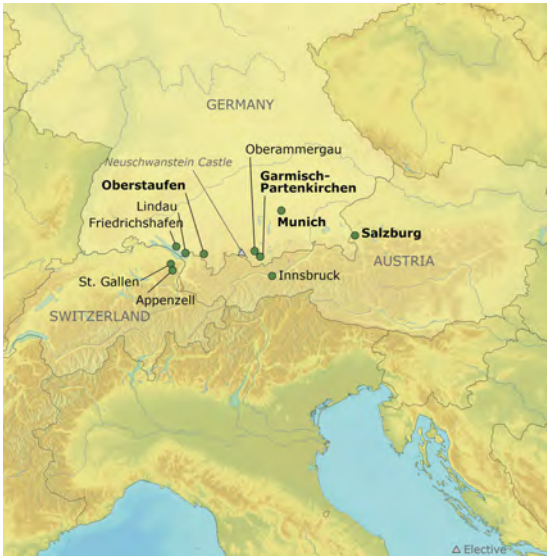 GERMANY
Oberammergau
Neuschwanstein Castle
Garmisch-
Partenkirchen
Oberstaufen
Lindau
Munich
Friedrichshafen
Salzburg
AUSTRIA
St. Gallen
Innsbruck
Appenzell
SWITZERLAND
△ Elective